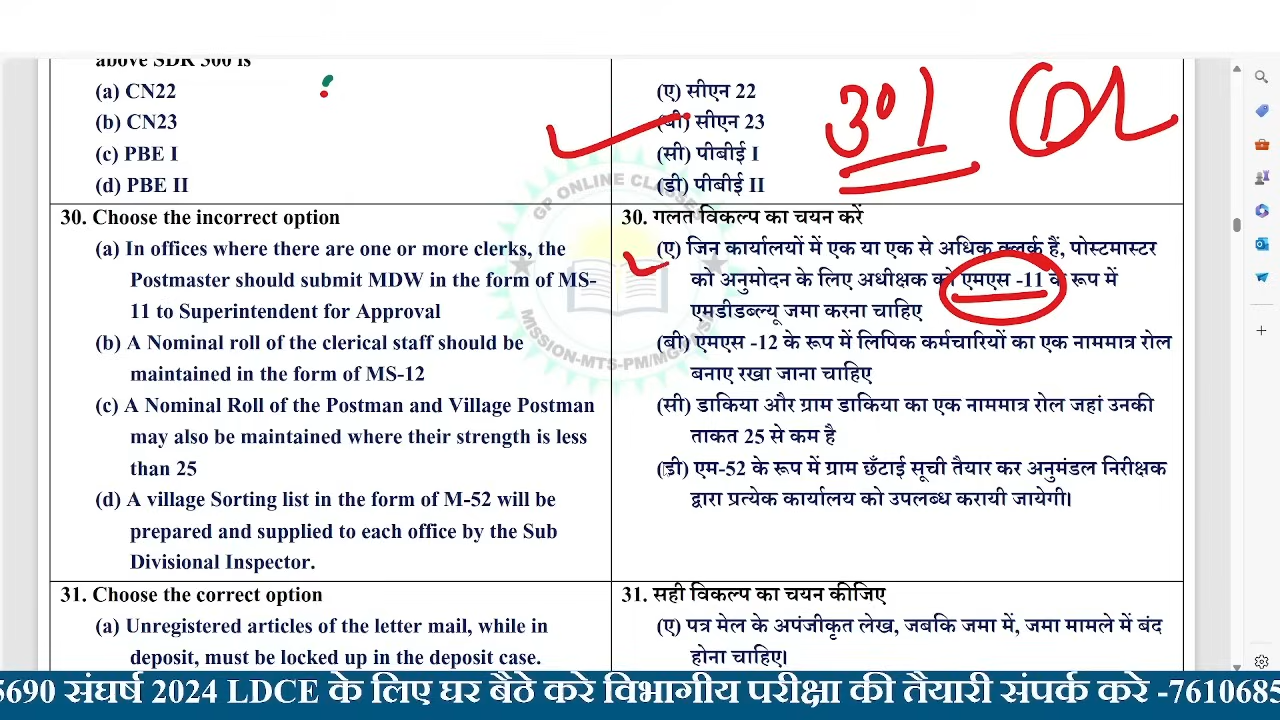 above SDR 300 is
(a) CN22
(b) CN23
(c) PBE I
(d) PBE II
(ए) सीएन 22
(बी) सीएन 23
(सी) पीबीई I
(डी) पीबीई II
301
GP ONLINE CLASSES
MISSION-MTS-PM/MG
30. Choose the incorrect option
(a) In offices where there are one or more clerks, the
Postmaster should submit MDW in the form of MS-
11 to Superintendent for Approval
(b) A Nominal roll of the clerical staff should be
maintained in the form of MS-12
(c) A Nominal Roll of the Postman and Village Postman
may also be maintained where their strength is less
than 25
(d) A village Sorting list in the form of M-52 will be
prepared and supplied to each office by the Sub
Divisional Inspector.
30. गलत विकल्प का चयन करें
(ए) जिन कार्यालयों में एक या एक से अधिक क्लर्क हैं, पोस्टमास्टर
को अनुमोदन के लिए अधीक्षक को एमएस -11 के रूप में
एमडीडब्ल्यू जमा करना चाहिए
(बी) एमएस -12 के रूप में लिपिक कर्मचारियों का एक नाममात्र रोल
बनाए रखा जाना चाहिए
(सी) डाकिया और ग्राम डाकिया का एक नाममात्र रोल जहां उनकी
ताकत 25 से कम है
(डी) एम-52 के रूप में ग्राम छँटाई सूची तैयार कर अनुमंडल निरीक्षक
द्वारा प्रत्येक कार्यालय को उपलब्ध करायी जायेगी।
31. Choose the correct option
(a) Unregistered articles of the letter mail, while in
deposit, must be locked up in the deposit case.
31. सही विकल्प का चयन कीजिए
(ए) पत्र मेल के अपंजीकृत लेख, जबकि जमा में, जमा मामले में बंद
होना चाहिए।
5690 संघर्ष 2024 LDCE के लिए घर बैठे करे विभागीय परीक्षा की तैयारी संपर्क करे -7610685